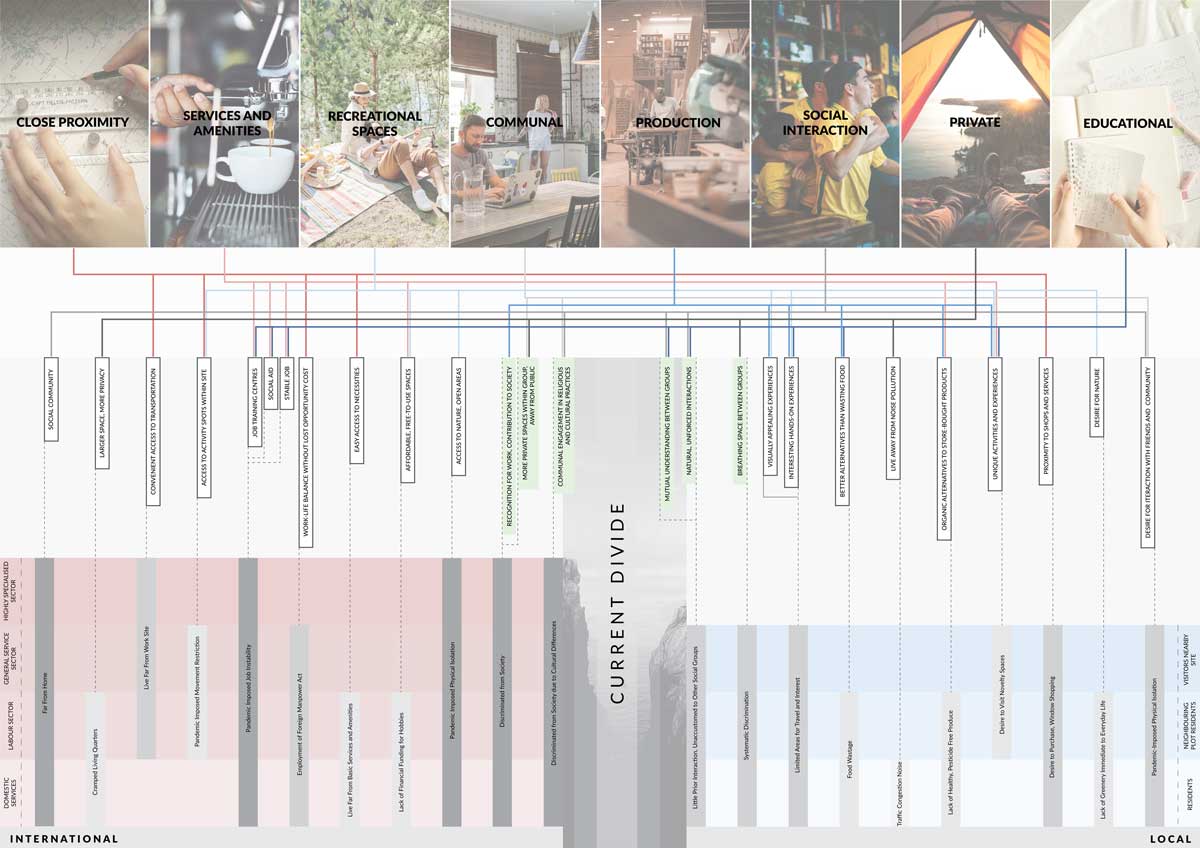 CLOSE PROXIMITY
SERVICES AND
AMENITIES
RECREATIONAL
SPACES
COMMUNAL
PRODUCTION
SOCIAL
INTERACTION
PRIVATE
EDUCATIONAL
SOCIAL COMMUNITY
LARGER SPACE, MORE PRIVACY
CONVENIENT ACCESS TO TRANSPORTATION
ACCESS TO ACTIVITY SPOTS WITHIN SITE
JOB TRAINING CENTRES
SOCIAL AID
STABLE JOB
WORK-LIFE BALANCE WITHOUT LOST OPPORTUNITY COST
EASY ACCESS TO NECESSITIES
AFFORDABLE, FREE-TO-USE SPACES
ACCESS TO NATURE, OPEN AREAS
RECOGNITION FOR WORK, CONTRIBUTION TO SOCIETY
MORE PRIVATE SPACES WITHIN GROUP,
AWAY FROM PUBLIC
COMMUNAL ENGAGEMENT IN RELIGIOUS
AND CULTURAL PRACTICES
MUTUAL UNDERSTANDING BETWEEN GROUPS
NATURAL, UNFORCED INTERACTIONS
BREATHING SPACE BETWEEN GROUPS
VISUALLY APPEALING EXPERIENCES
INTERESTING HANDS-ON EXPERIENCES
BETTER ALTERNATIVES THAN WASTING FOOD
LIVE AWAY FROM NOISE POLLUTION
ORGANIC ALTERNATIVES TO STORE-BOUGHT PRODUCTS
UNIQUE ACTIVITIES AND EXPERIENCES
PROXIMITY TO SHOPS AND SERVICES
DESIRE FOR NATURE
DESIRE FOR ITERACTION WITH FRIENDS AND COMMUNITY
CURRENT DIVIDE
HIGHLY SPECIALISED
SECTOR
GENERAL SERVICE
SECTOR
LABOUR SECTOR
DOMESTIC
SERVICES
Far From Home
Cramped Living Quarters
Live Far From Work Site
Pandemic Imposed Movement Restriction
Pandemic Imposed Job Instability
Employment of Foreign Manpower Act
Live Far From Basic Services and Amenities
Lack of Financial Funding for Hobbies
Pandemic Imposed Physical Isolation
Discriminated from Society
Discriminated from Society due to Cultural Differences
Little Prior Interaction, Unaccustomed to Other Social Groups
Systematic Discrimination
Limited Areas for Travel and Interest
Food Wastage
Traffic Congestion Noise
Lack of Healthy, Pesticide Free Produce
Desire to Visit Novelty Spaces
Desire to Purchase, Window Shopping
Lack of Greenery Immediate to Everyday Life
Pandemic-Imposed Physical Isolation
VISITORS NEARBY
SITE
NEIGHBOURING
PLOT RESIDENTS
RESIDENTS
INTERNATIONAL
LOCAL